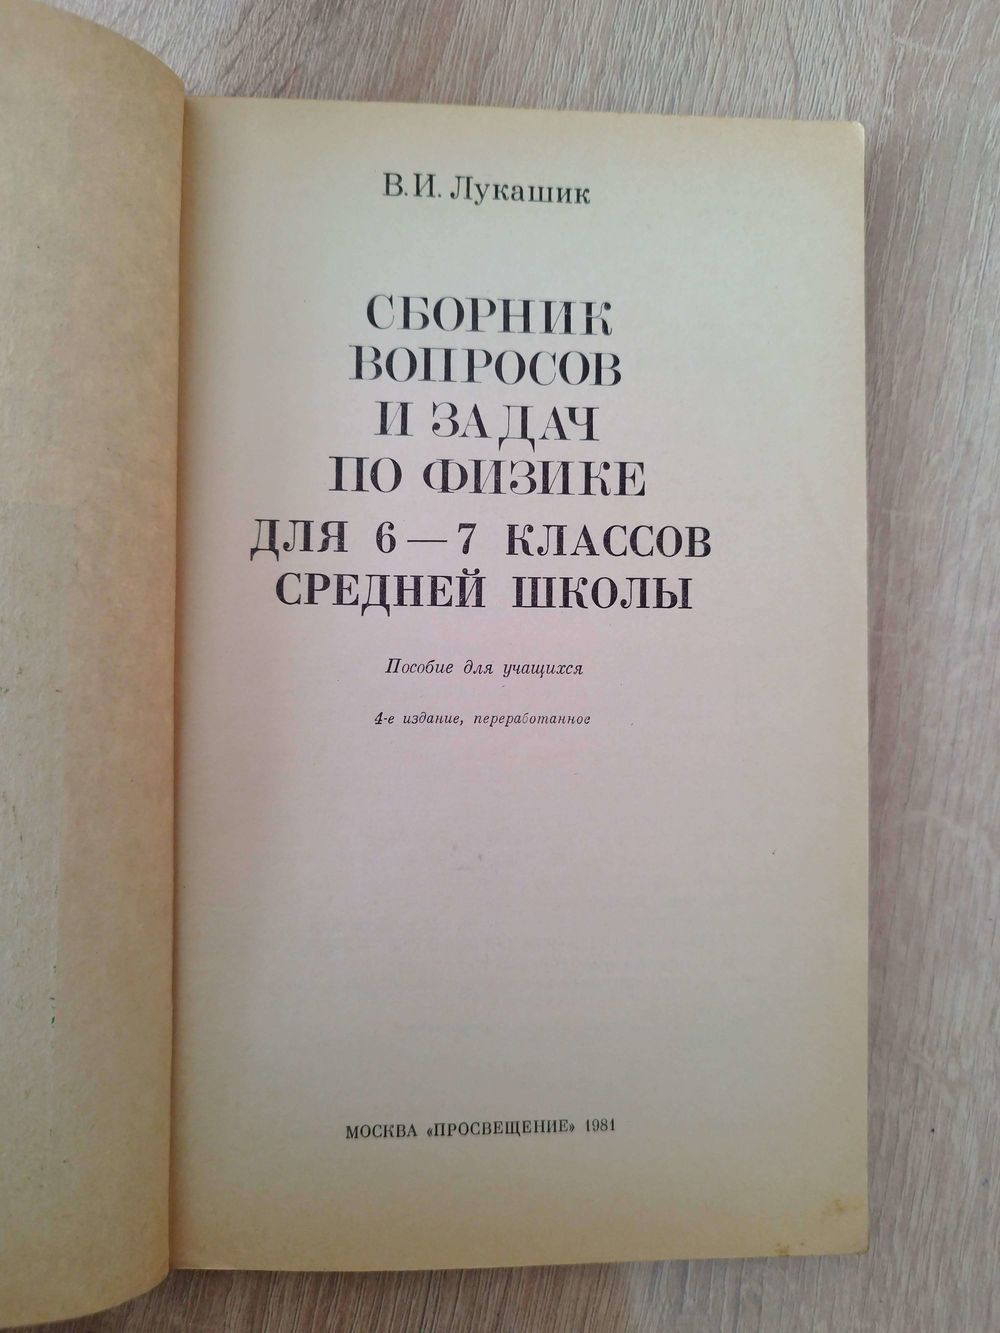 В. И. Лукашик
СБОРНИК
ВОПРОСОВ
И ЗАДАЧ
ПО ФИЗИКЕ
ДЛЯ 6—7 КЛАССОВ
СРЕДНЕЙ ШКОЛЫ
Пособие для учащихся
4-е издание, переработанное
МОСКВА «ПРОСВЕЩЕНИЕ» 1981